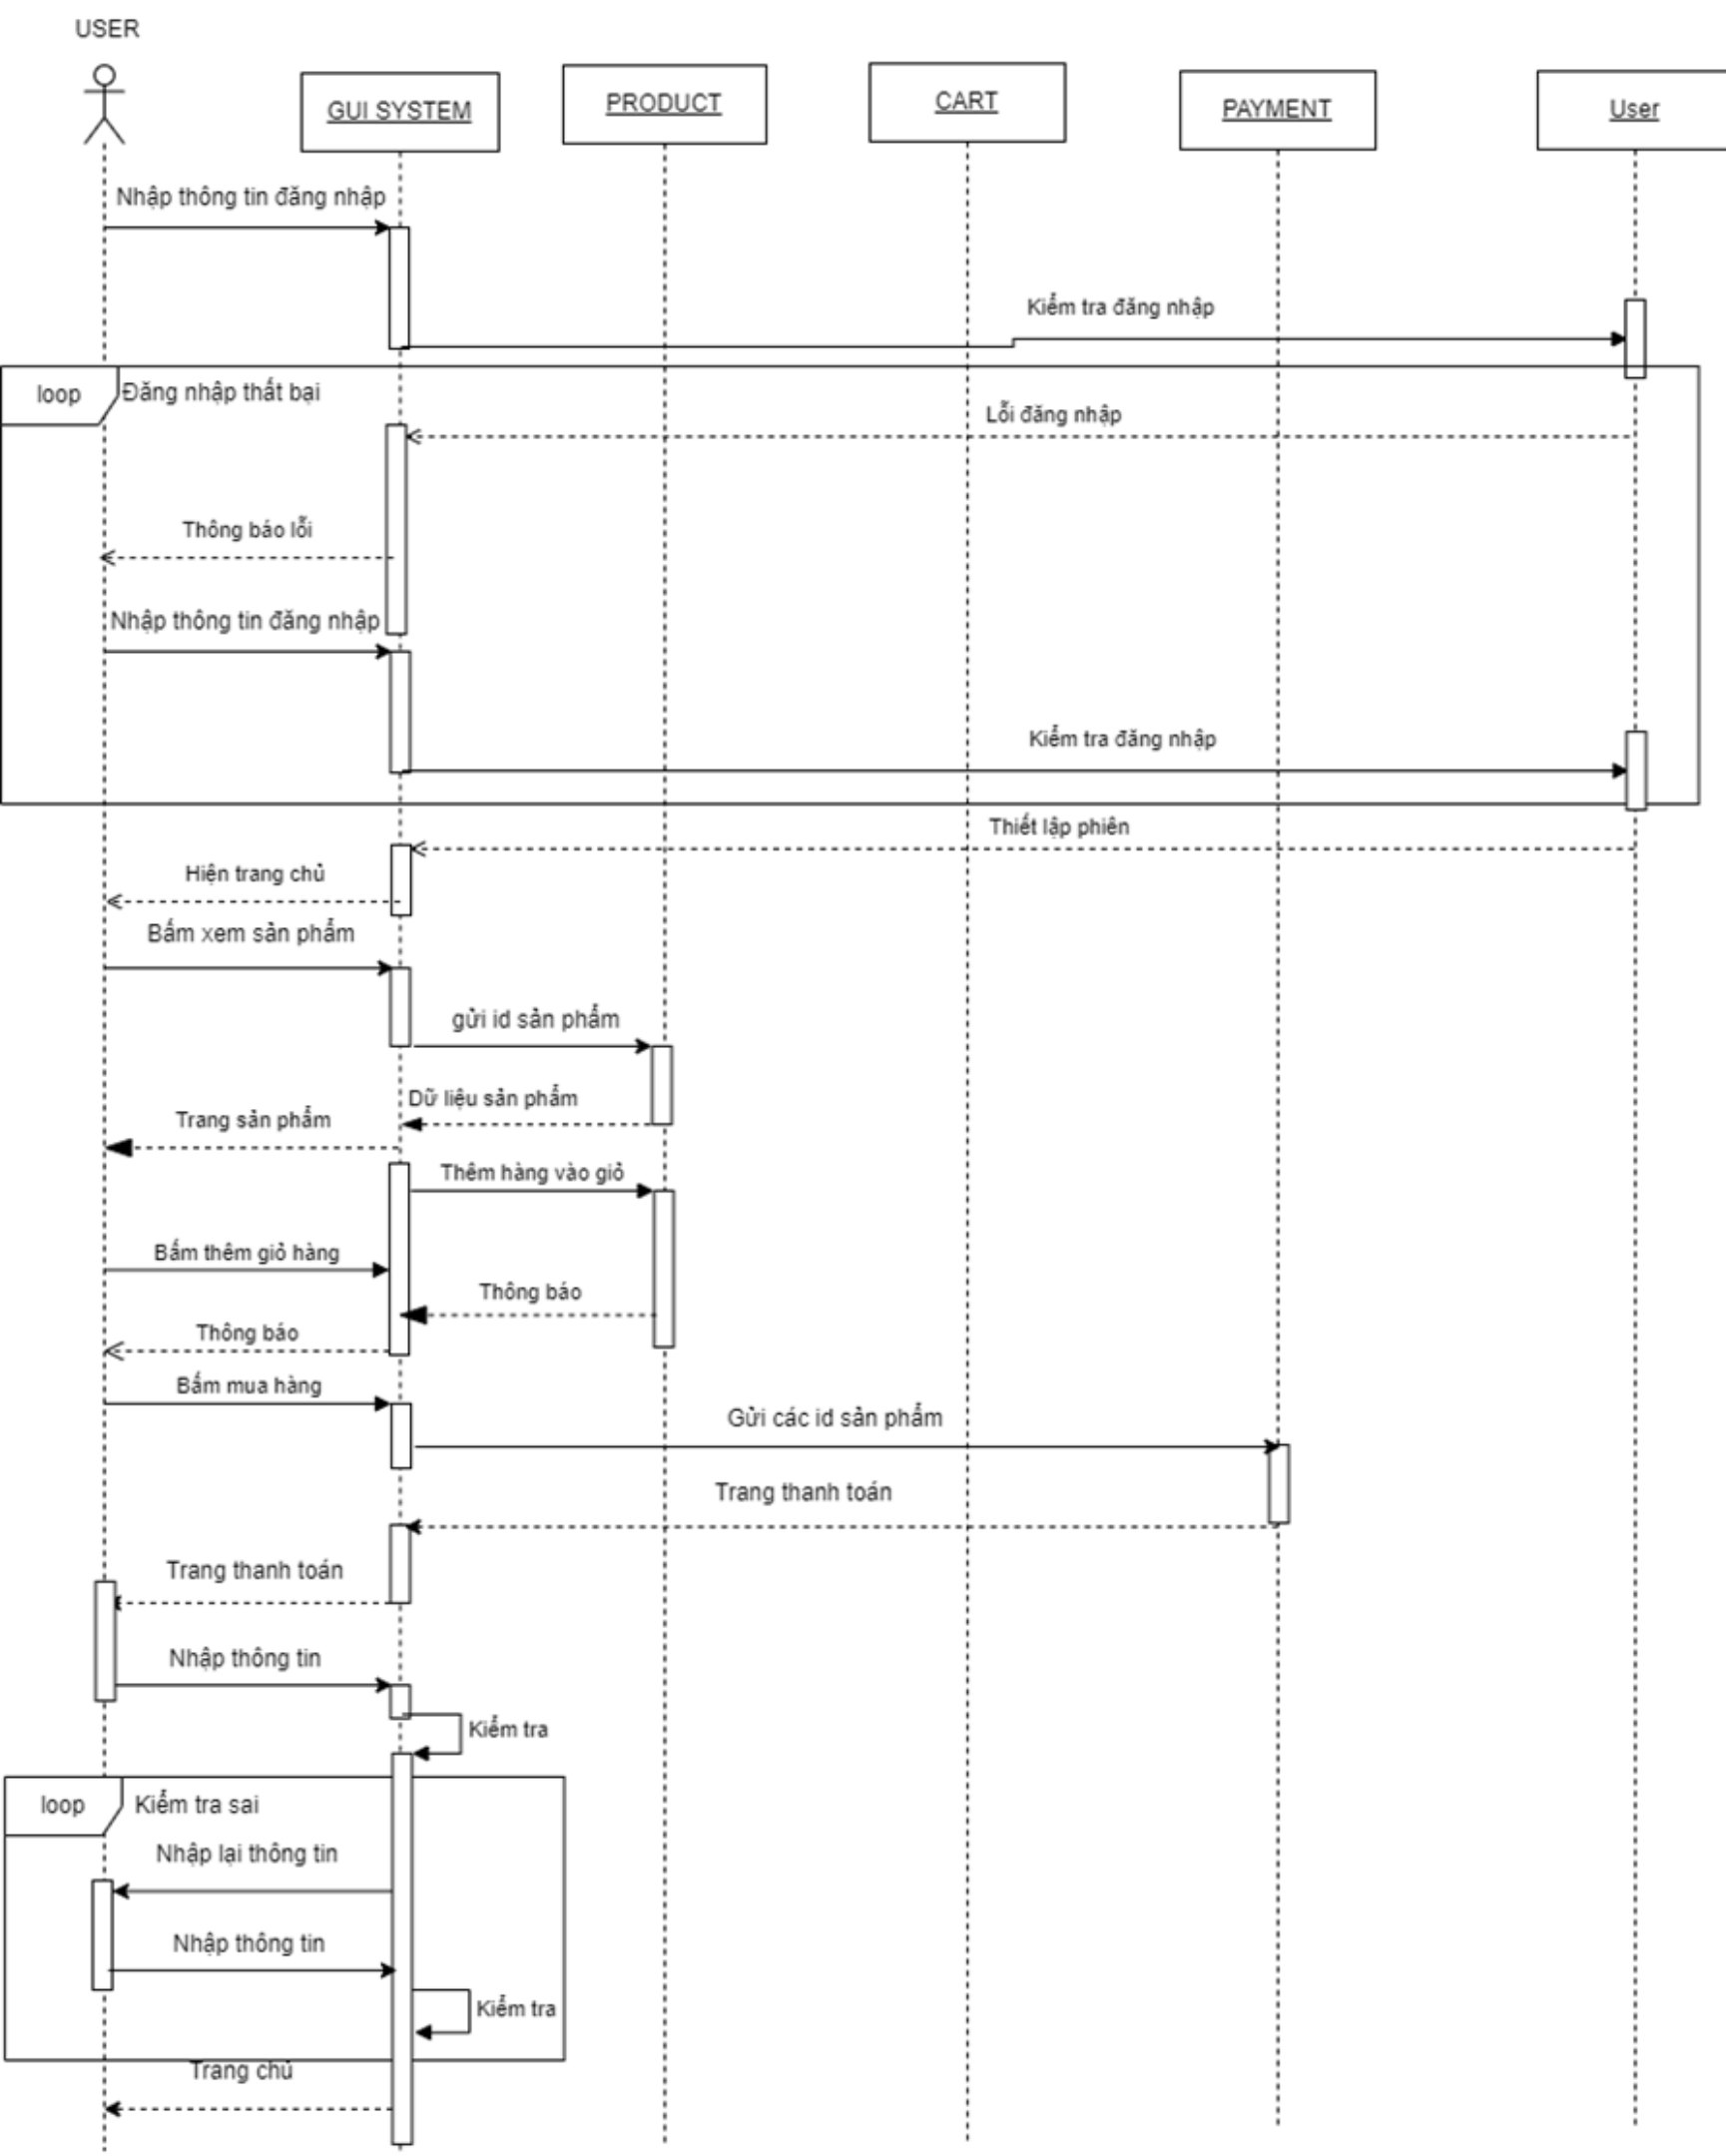 USER
GUI SYSTEM
PRODUCT
CART
PAYMENT
User
Nhập thông tin đăng nhập
Kiểm tra đăng nhập
loop
Đăng nhập thất bại
Lỗi đăng nhập
Thông báo lỗi
Nhập thông tin đăng nhập
Kiểm tra đăng nhập
Thiết lập phiên
Hiện trang chủ
Bấm xem sản phẩm
gửi id sản phẩm
Dữ liệu sản phẩm
Trang sản phẩm
Thêm hàng vào giỏ
Bấm thêm giỏ hàng
Thông báo
Thông báo
Bấm mua hàng
Gửi các id sản phẩm
Trang thanh toán
Trang thanh toán
Nhập thông tin
Kiểm tra
loop
Kiểm tra sai
Nhập lại thông tin
Nhập thông tin
Kiểm tra
Trang chủ